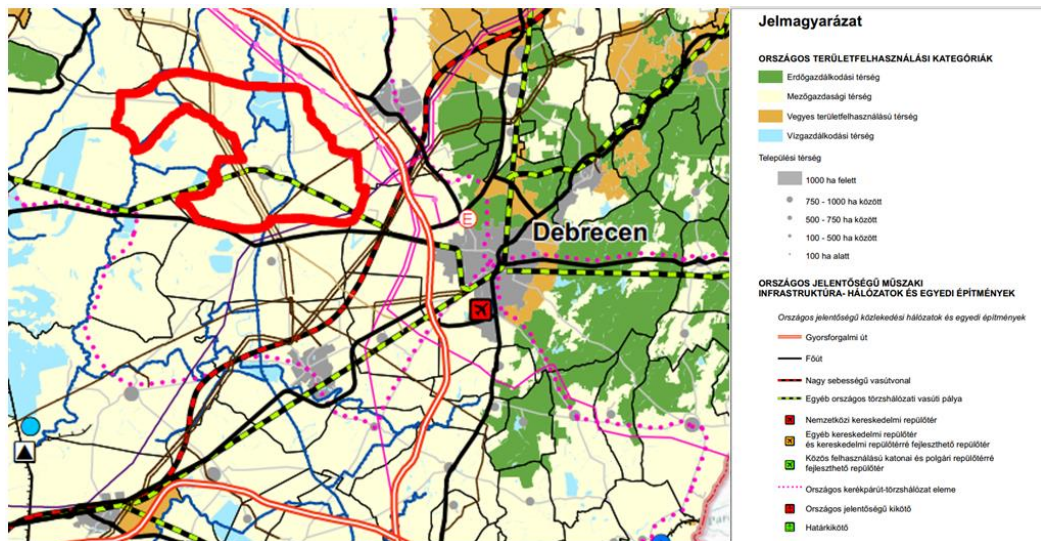 Debrecen
E
Jelmagyarázat
ORSZÁGOS TERÜLETFELHASZNÁLÁSI KATEGÓRIÁK
Erdőgazdálkodási térség
Mezőgazdasági térség
Vegyes területfelhasználású térség
Vízgazdálkodási térség
Települési térség
1000 ha felett
750 - 1000 ha között
500 - 750 ha között
100 - 500 ha között
100 ha alatt
ORSZÁGOS JELENTŐSÉGŰ MŰSZAKI
INFRASTRUKTÚRA- HÁLÓZATOK ÉS EGYEDI ÉPÍTMÉNYEK
Országos jelentőségű közlekedési hálózatok és egyedi építmények
Gyorsforgalmi út
Főút
Nagy sebességű vasútvonal
Egyéb országos törzshálózati vasúti pálya
Nemzetközi kereskedelmi repülőtér
Egyéb kereskedelmi repülőtér
és kereskedelmi repülőtérré fejleszthető repülőtér
Közös felhasználású katonai és polgári repülőtérré
fejleszthető repülőtér
Országos kerékpárút-törzshálózat eleme
Országos jelentőségű kikötő
Határkikötő